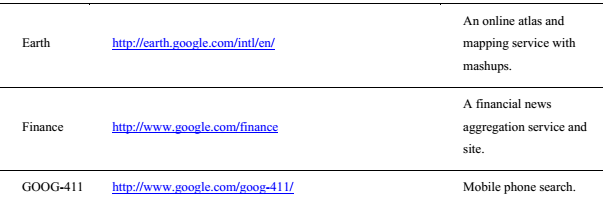 An online atlas and
Earth http://earth.google.com/intl/en/ mapping service with
mashups.
A financial news
Finance http://www.google.com/finance aggregation service and
site.
GOOG-411 http://www.google.com/goog-411/ Mobile phone search.